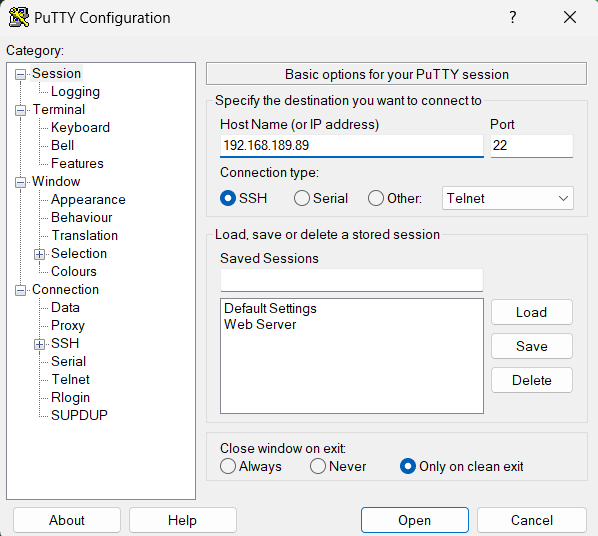 PuTTY Configuration
?
Category:
Session
Logging
Terminal
Keyboard
Bell
Features
Window
Appearance
Behaviour
Translation
Selection
Colours
Connection
Data
Proxy
SSH
Serial
Telnet
Rlogin
SUPDUP
Basic options for your PuTTY session
Specify the destination you want to connect to
Host Name (or IP address) Port
192.168.189.89 22
Connection type:
SSH Serial Other: Telnet
Load, save or delete a stored session
Saved Sessions
Default Settings
Web Server
Load
Save
Delete
Close window on exit:
Always Never Only on clean exit
About Help Open Cancel